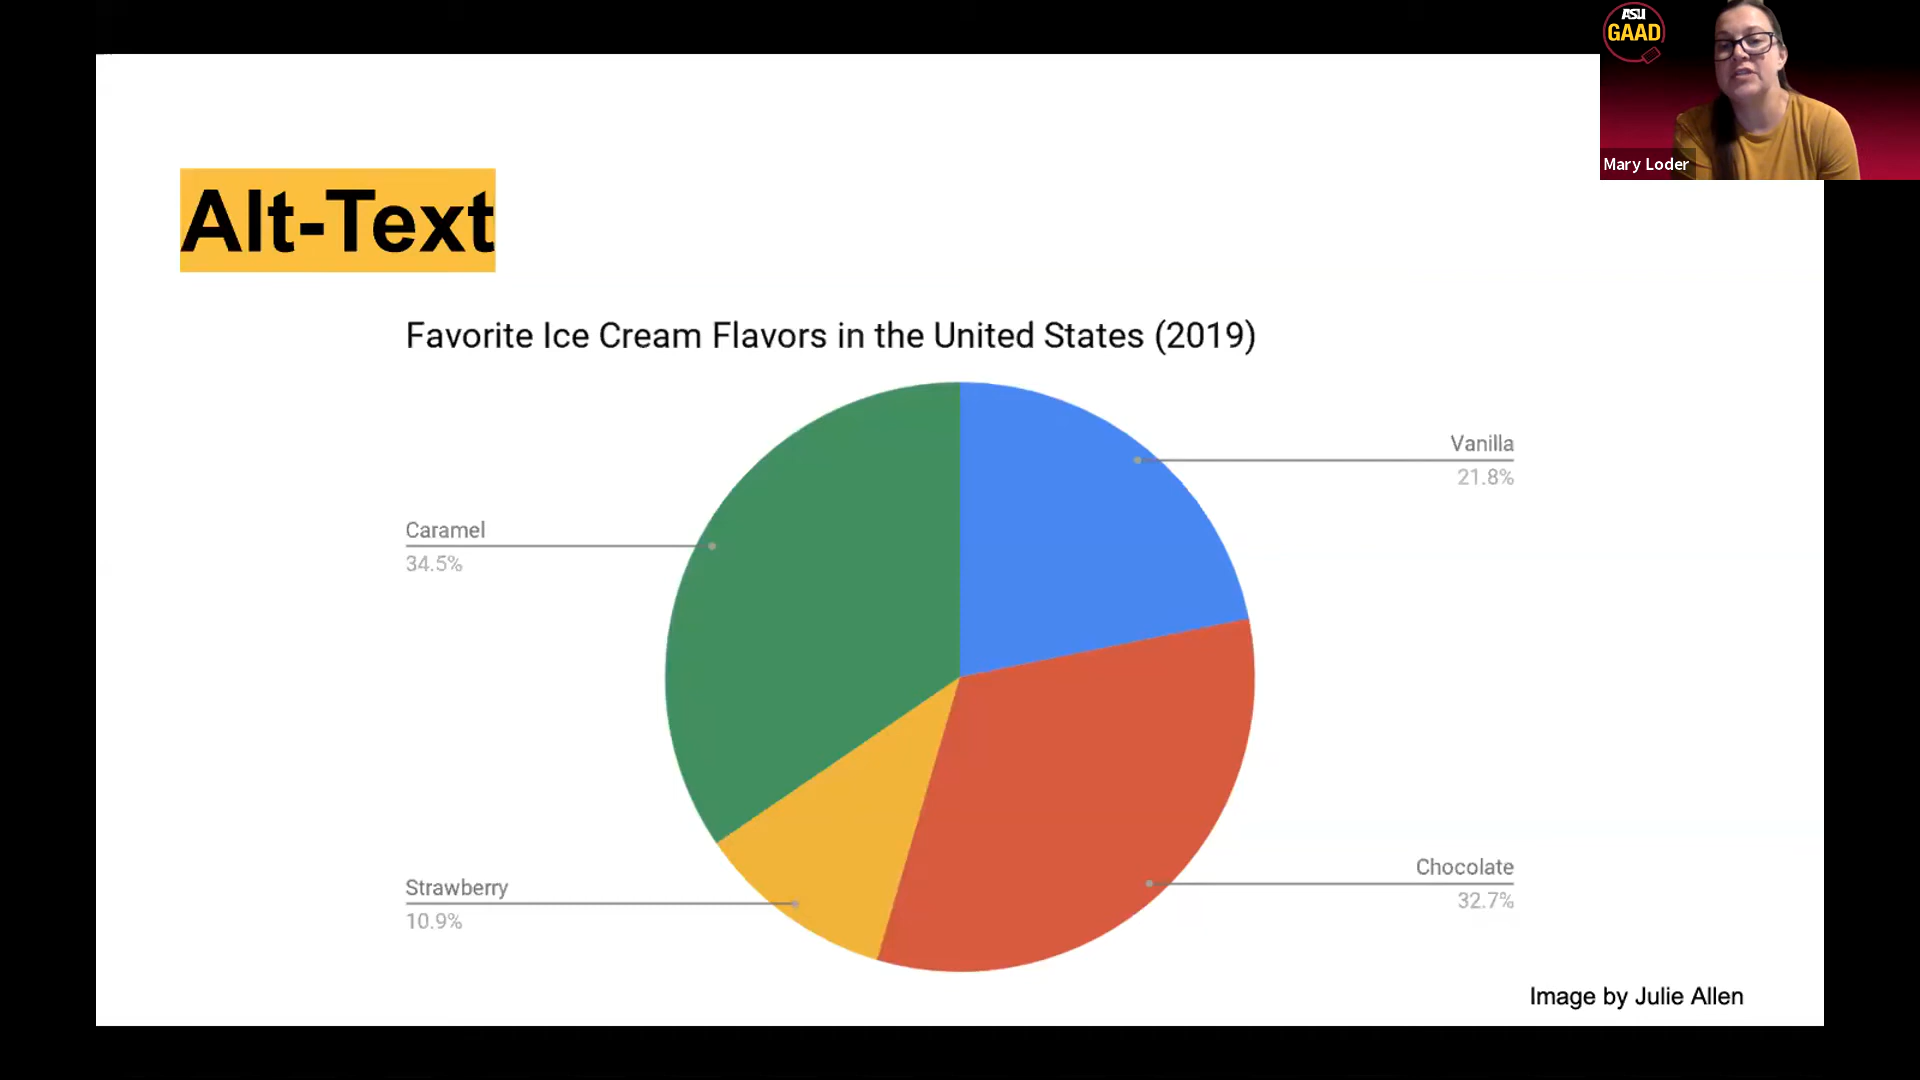 ASU
GAAD
Mary Loder
Alt-Text
Favorite Ice Cream Flavors in the United States (2019)
Vanilla
21.8%
Caramel
34.5%
Chocolate
32.7%
Strawberry
10.9%
Image by Julie Allen